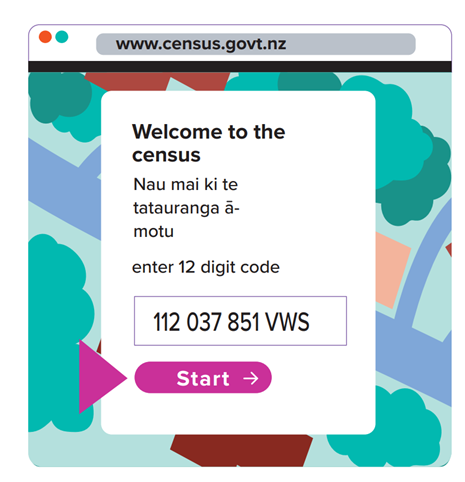 www.census.govt.nz
Welcome to the
census
Nau mai ki te
tatauranga ā-
motu
enter 12 digit code
112 037 851 VWS
Start →